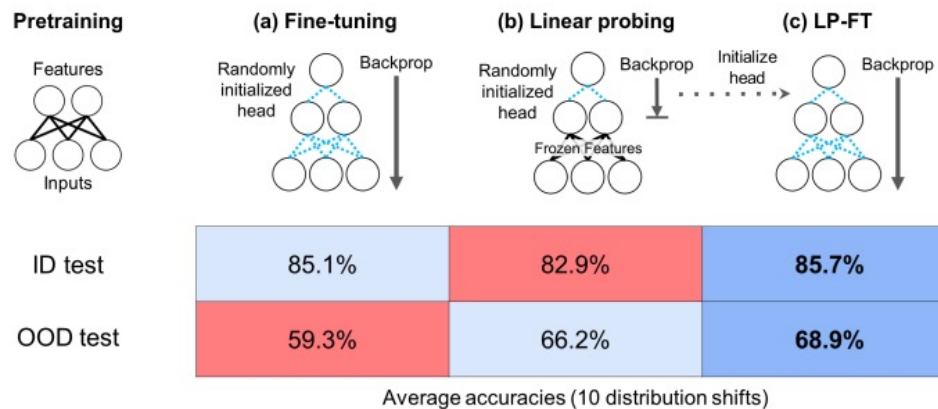 Pretraining
Features
Inputs
(a) Fine-tuning
Randomly
initialized
head
Backprop
(b) Linear probing
Randomly
initialized
head
Backprop
Frozen Features
Initialize
head
(c) LP-FT
Backprop
ID test
85.1%
82.9%
85.7%
OOD test
59.3%
66.2%
68.9%
Average accuracies (10 distribution shifts)